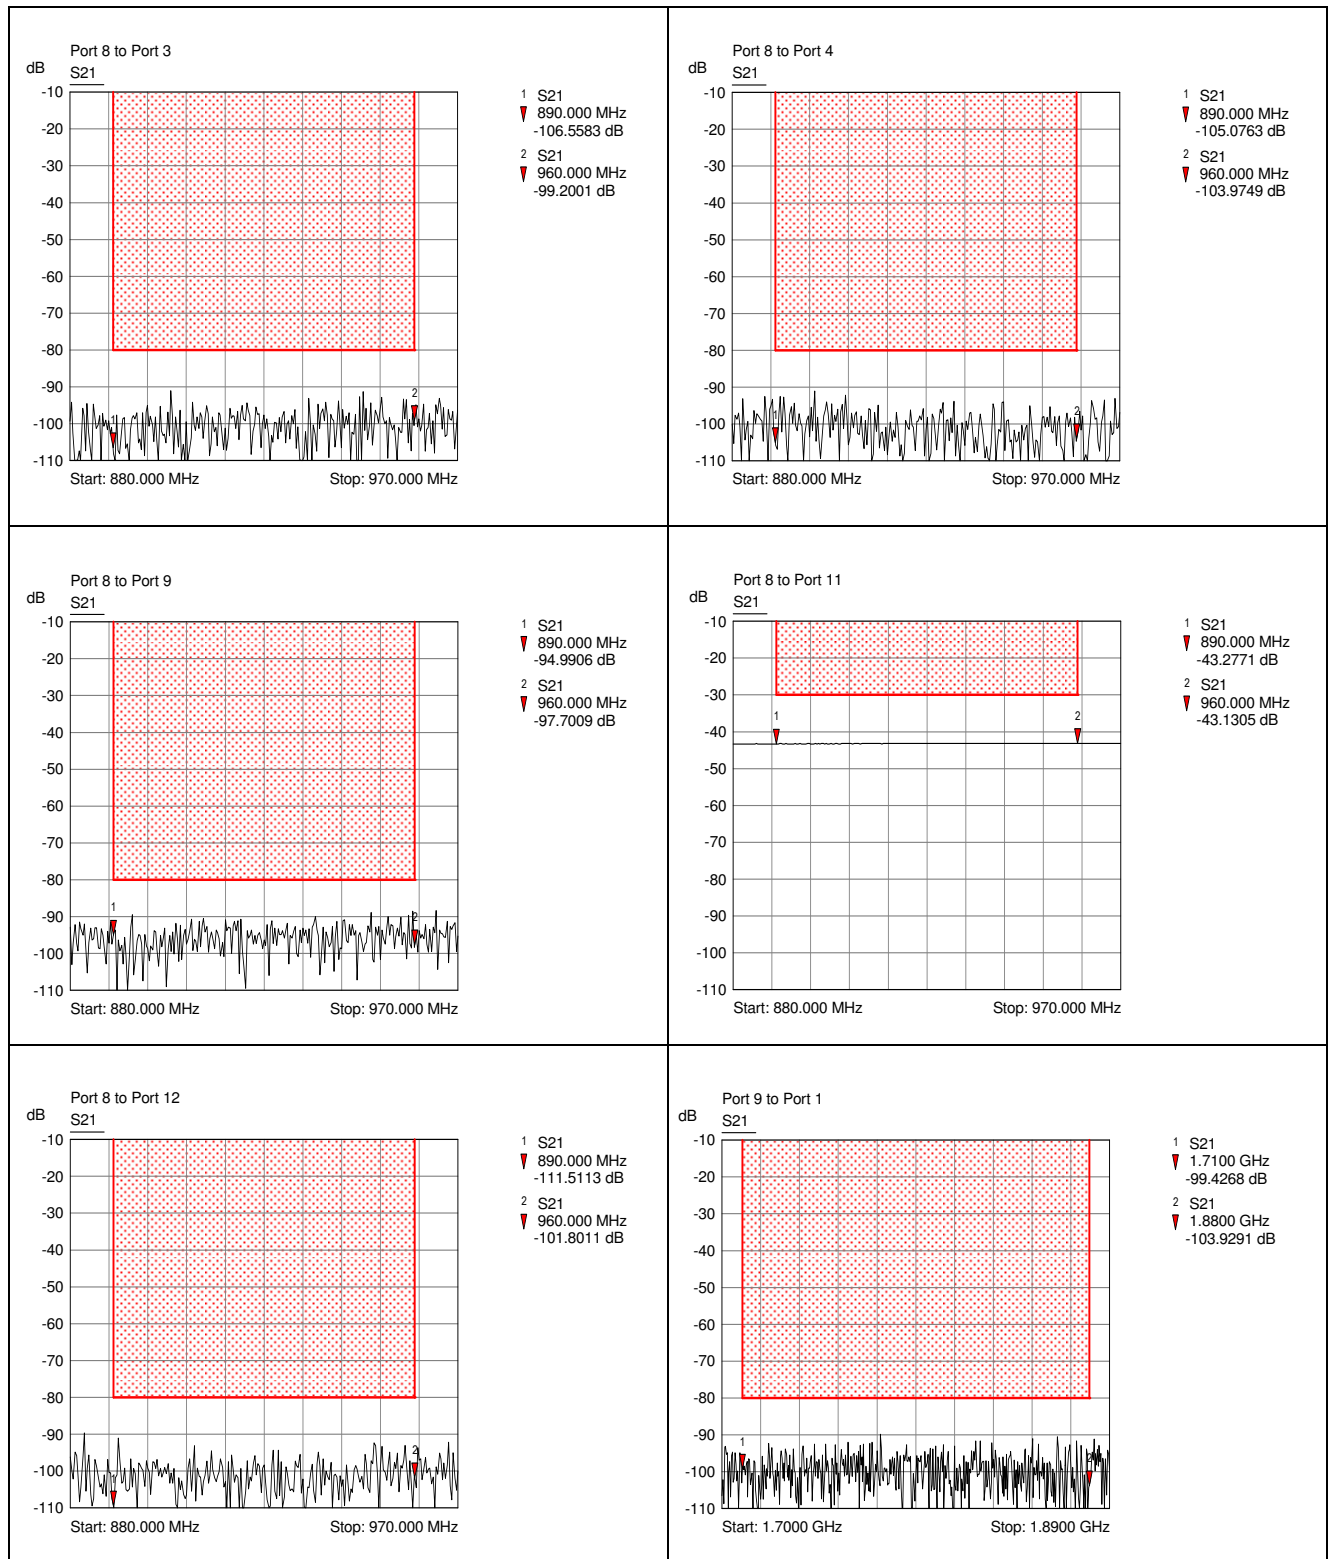 Port 8 to Port 3
dB
S21
-10
-20
-30
-40
-50
-60
-70
-80
-90
-100
-110
1 2
Start: 880.000 MHz Stop: 970.000 MHz
1 S21
890.000 MHz
-106.5583 dB
2 S21
960.000 MHz
-99.2001 dB
Port 8 to Port 4
dB
S21
-10
-20
-30
-40
-50
-60
-70
-80
-90
-100
-110
1 2
Start: 880.000 MHz Stop: 970.000 MHz
1 S21
890.000 MHz
-105.0763 dB
2 S21
960.000 MHz
-103.9749 dB
Port 8 to Port 9
dB
S21
-10
-20
-30
-40
-50
-60
-70
-80
-90
-100
-110
1 2
Start: 880.000 MHz Stop: 970.000 MHz
1 S21
890.000 MHz
-94.9906 dB
2 S21
960.000 MHz
-97.7009 dB
Port 8 to Port 11
dB
S21
-10
-20
-30
-40
-50
-60
-70
-80
-90
-100
-110
1 2
Start: 880.000 MHz Stop: 970.000 MHz
1 S21
890.000 MHz
-43.2771 dB
2 S21
960.000 MHz
-43.1305 dB
Port 8 to Port 12
dB
S21
-10
-20
-30
-40
-50
-60
-70
-80
-90
-100
-110
1 2
Start: 880.000 MHz Stop: 970.000 MHz
1 S21
890.000 MHz
-111.5113 dB
2 S21
960.000 MHz
-101.8011 dB
Port 9 to Port 1
dB
S21
-10
-20
-30
-40
-50
-60
-70
-80
-90
-100
-110
1 2
Start: 1.7000 GHz Stop: 1.8900 GHz
1 S21
1.7100 GHz
-99.4268 dB
2 S21
1.8800 GHz
-103.9291 dB